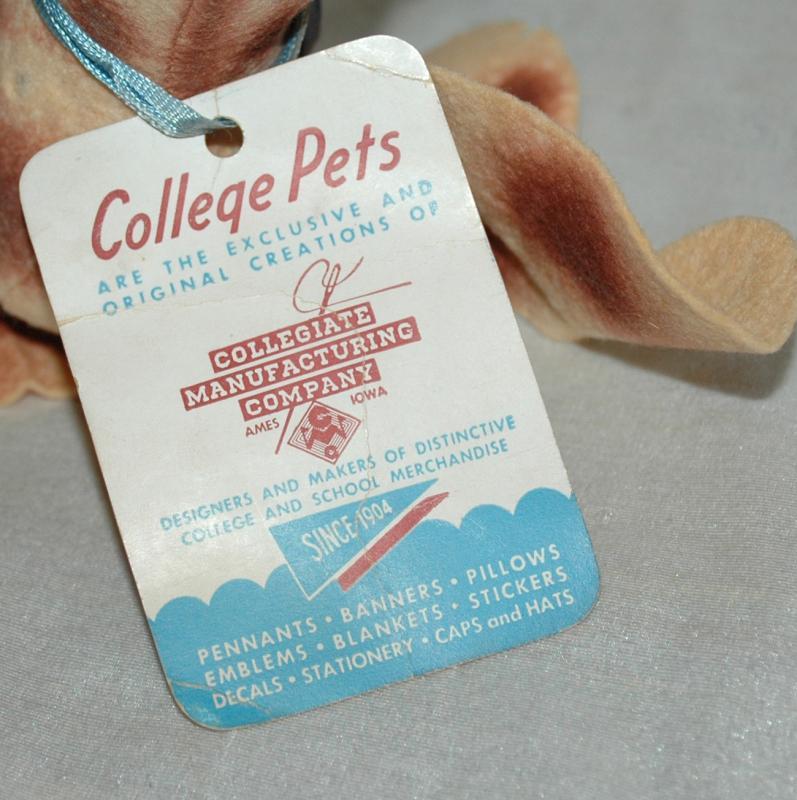 College Pets
ARE THE EXCLUSIVE AND
ORIGINAL CREATIONS OF
COLLEGIATE
MANUFACTURING
COMPANY
AMES IOWA
DESIGNERS AND MAKERS OF DISTINCTIVE
COLLEGE AND SCHOOL MERCHANDISE
SINCE 1904
PENNANTS • BANNERS • PILLOWS
EMBLEMS • BLANKETS • STICKERS
DECALS • STATIONERY • CAPS and HATS